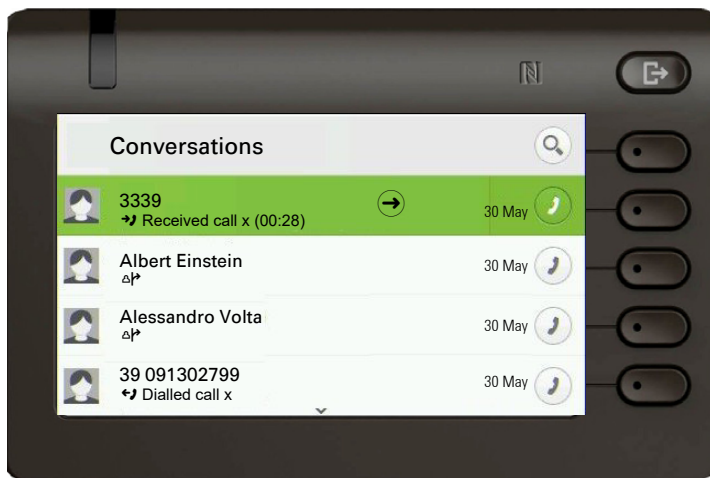 Conversations
3339
30 May
Received call x (00:28)
Albert Einstein
30 May
Alessandro Volta
30 May
39 091302799
30 May
Dialled call x